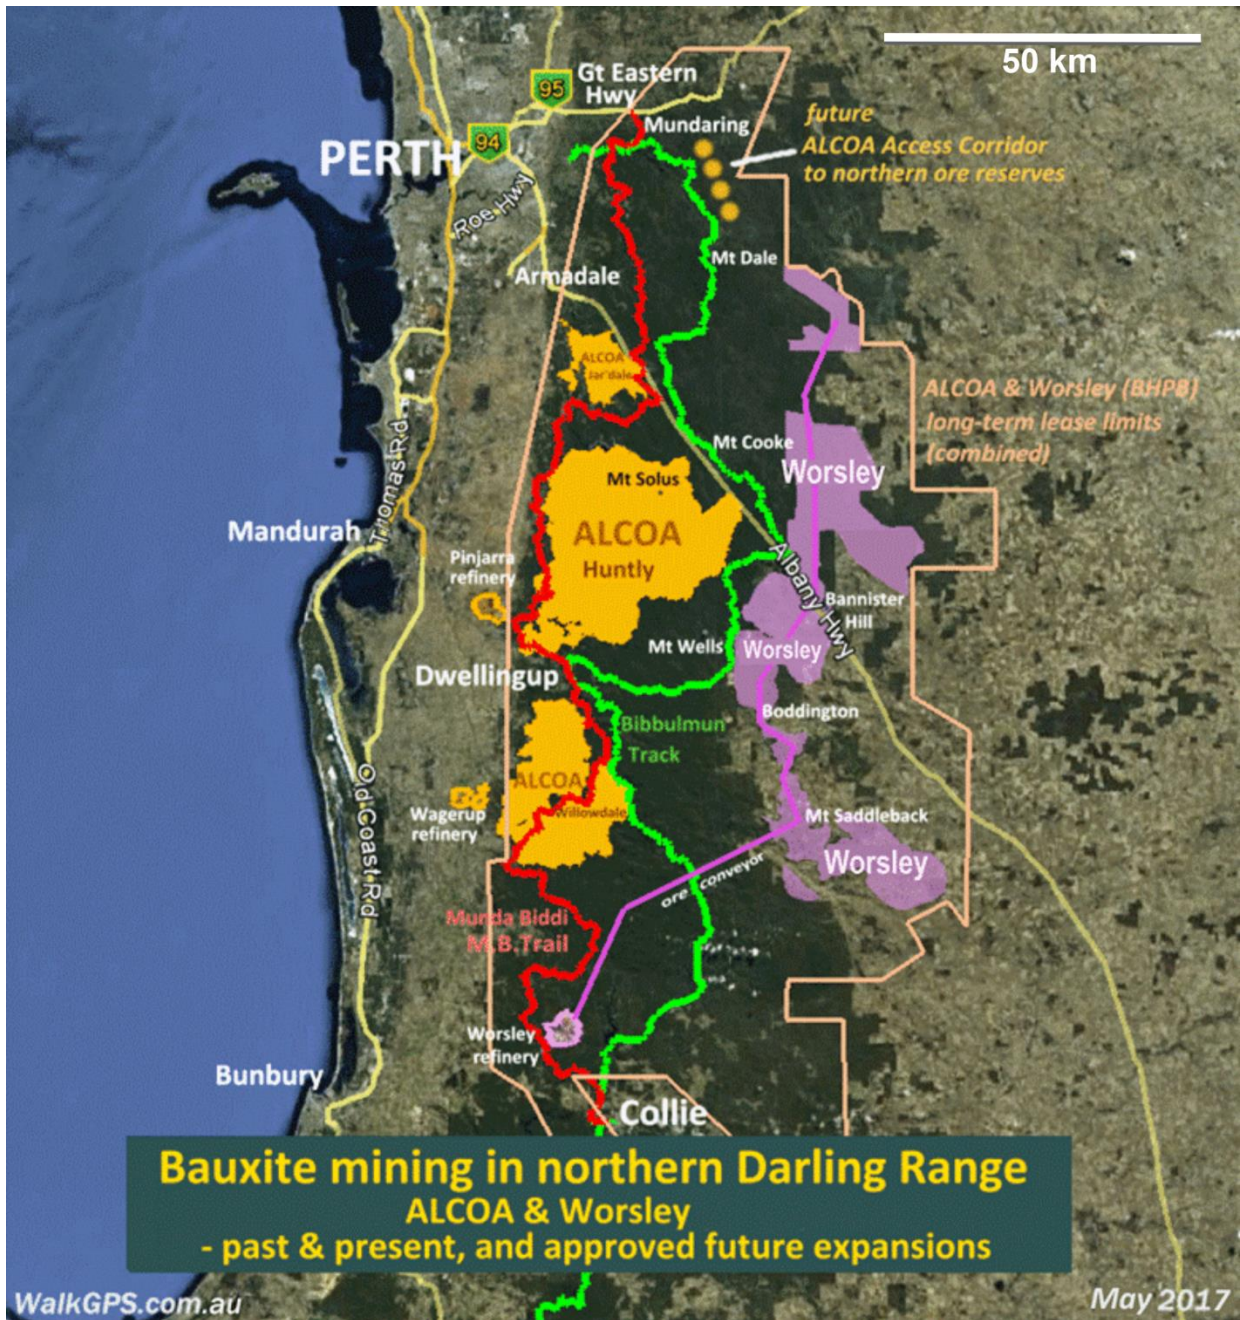 50 km
95
Gt Eastern
Hwy
Mundaring
94
PERTH
future
ALCOA Access Corridor
to northern ore reserves
Roe Hwy
Mt Dale
Armadale
ALCOA
Jar'dale
ALCOA & Worsley (BHPB)
long-term lease limits
(combined)
Thomas Rd
Mt Cooke
Worsley
Mt Solus
Mandurah
ALCOA
Huntly
Pinjarra
refinery
Albany Hwy
Bannister
Hill
Mt Wells
Worsley
Dwellingup
Boddington
Bibbulmun
Track
ALCOA
Willowdale
Wagerup
refinery
Old Coast Rd
Mt Saddleback
Worsley
ore conveyor
Munda Biddi
M.B.Trail
Worsley
refinery
Bunbury
Collie
Bauxite mining in northern Darling Range
ALCOA & Worsley
- past & present, and approved future expansions
WalkGPS.com.au
May 2017